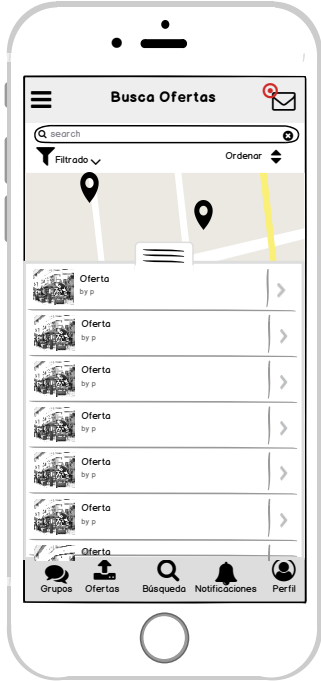 Busca Ofertas
search
Filtrado
Ordenar
Oferta
by p
Oferta
by p
Oferta
by p
Oferta
by p
Oferta
by p
Oferta
by p
Oferta
Grupos Ofertas Búsqueda Notificaciones Perfil